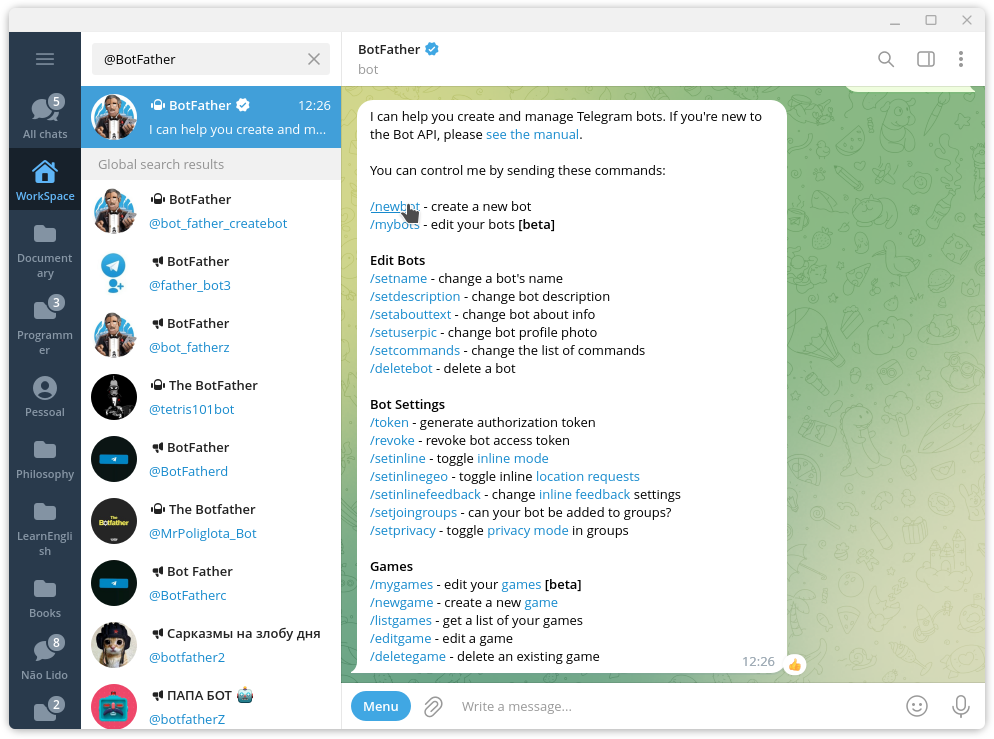 @BotFather
5
All chats
WorkSpace
Document
ary
3
Programm
er
Pessoal
Philosophy
LearnEngli
sh
Books
8
Não Lido
2
BotFather
12:26
I can help you create and m...
Global search results
BotFather
@bot_father_createbot
BotFather
@father_bot3
BotFather
@bot_fatherz
The BotFather
@tetris101bot
BotFather
@BotFatherd
The Botfather
@MrPoliglota_Bot
The
Botfather
Bot Father
@BotFatherc
Сарказмы на злобу дня
@botfather2
ПАПА БОТ 🤖
@botfatherZ
BotFather
bot
I can help you create and manage Telegram bots. If you're new to
the Bot API, please see the manual.
You can control me by sending these commands:
/newbot - create a new bot
/mybots - edit your bots [beta]
Edit Bots
/setname - change a bot's name
/setdescription - change bot description
/setabouttext - change bot about info
/setuserpic - change bot profile photo
/setcommands - change the list of commands
/deletebot - delete a bot
Bot Settings
/token - generate authorization token
/revoke - revoke bot access token
/setinline - toggle inline mode
/setinlinegeo - toggle inline location requests
/setinlinefeedback - change inline feedback settings
/setjoingroups - can your bot be added to groups?
/setprivacy - toggle privacy mode in groups
Games
/mygames - edit your games [beta]
/newgame - create a new game
/listgames - get a list of your games
/editgame - edit a game
/deletegame - delete an existing game
12:26
👍
Menu
Write a message...